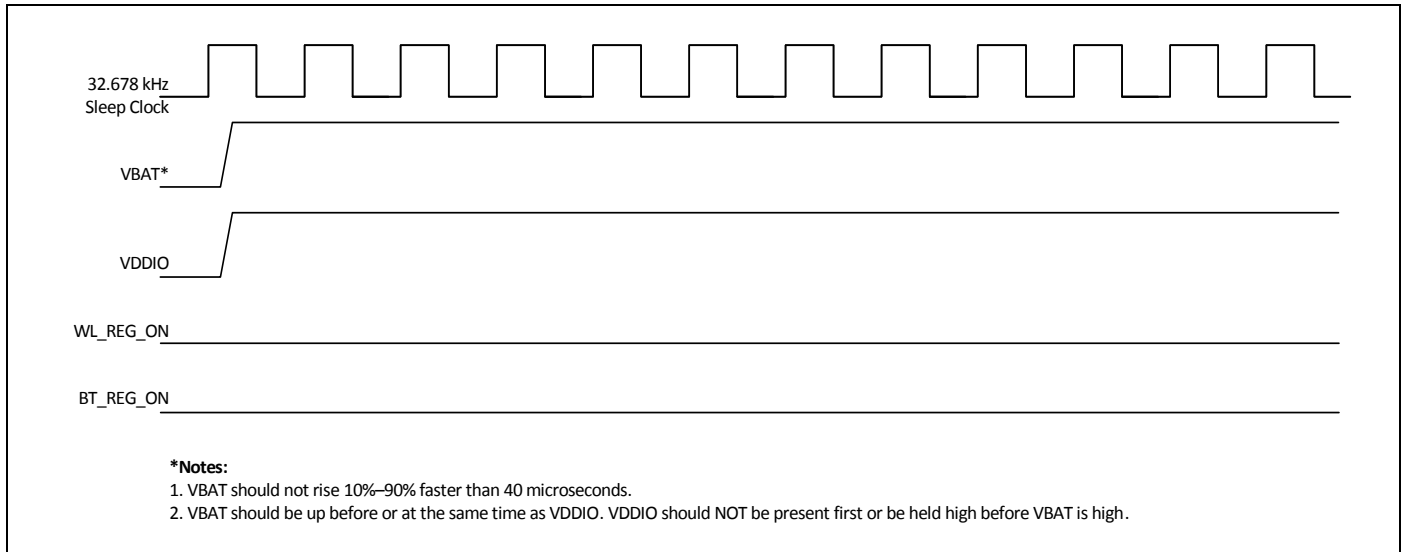 32.678 kHz
Sleep Clock
VBAT*
VDDIO
WL_REG_ON
BT_REG_ON
*Notes:
1. VBAT should not rise 10%–90% faster than 40 microseconds.
2. VBAT should be up before or at the same time as VDDIO. VDDIO should NOT be present first or be held high before VBAT is high.